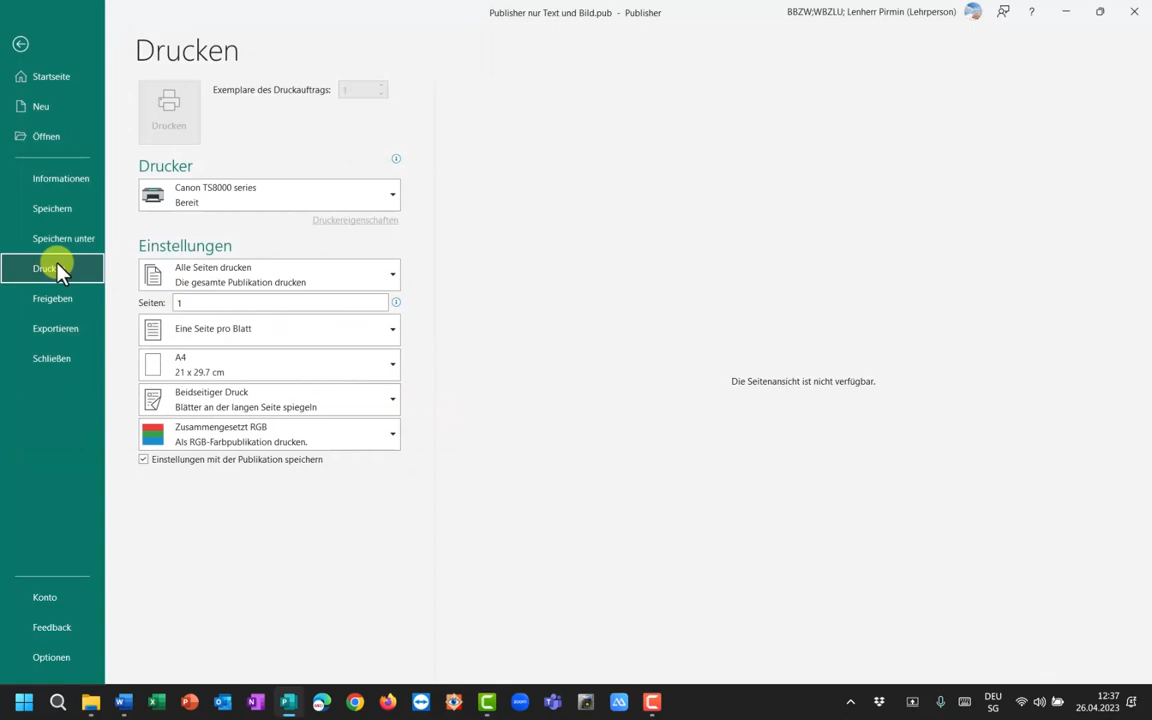 Publisher nur Text und Bild.pub - Publisher
BBZW;WBZLU; Lenherr Pirmin (Lehrperson)
?
Startseite
Neu
Öffnen
Informationen
Speichern
Speichern unter
Druck
Freigeben
Exportieren
Schließen
Konto
Feedback
Optionen
Drucken
Drucken
Exemplare des Druckauftrags:
1
Drucker
Canon TS8000 series
Bereit
Druckereigenschaften
Einstellungen
Alle Seiten drucken
Die gesamte Publikation drucken
Seiten:
1
Eine Seite pro Blatt
A4
21 x 29.7 cm
Beidseitiger Druck
Blätter an der langen Seite spiegeln
Zusammengesetzt RGB
Als RGB-Farbpublikation drucken.
Einstellungen mit der Publikation speichern
Die Seitenansicht ist nicht verfügbar.
zoom
DEU
SG
12:37
26.04.2023